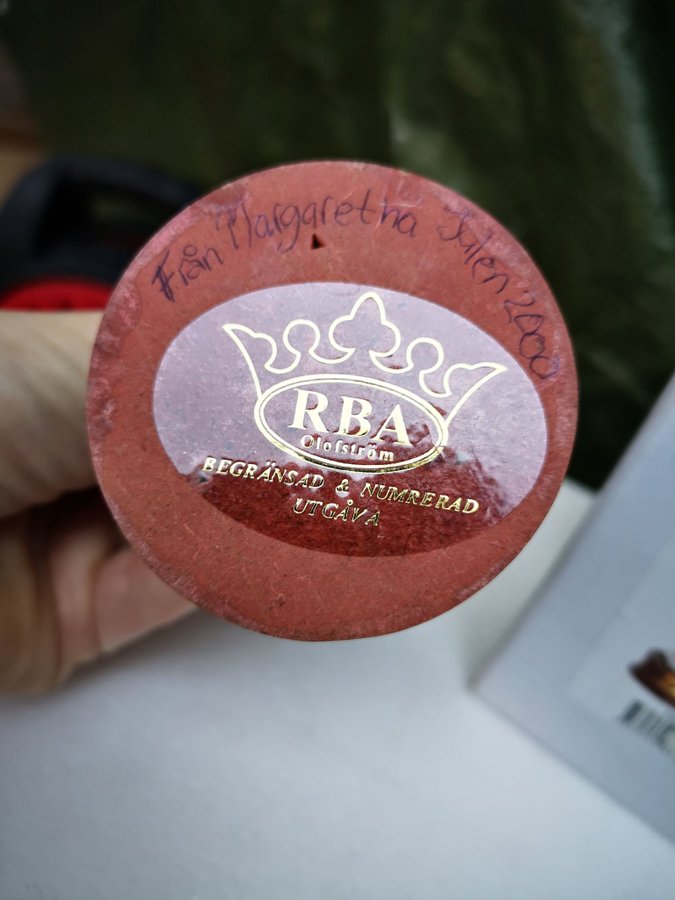 Från Margaretha Julen 2000
RBA
Olofström
BEGRÄNSAD & NUMRERAD
UTGÅVA